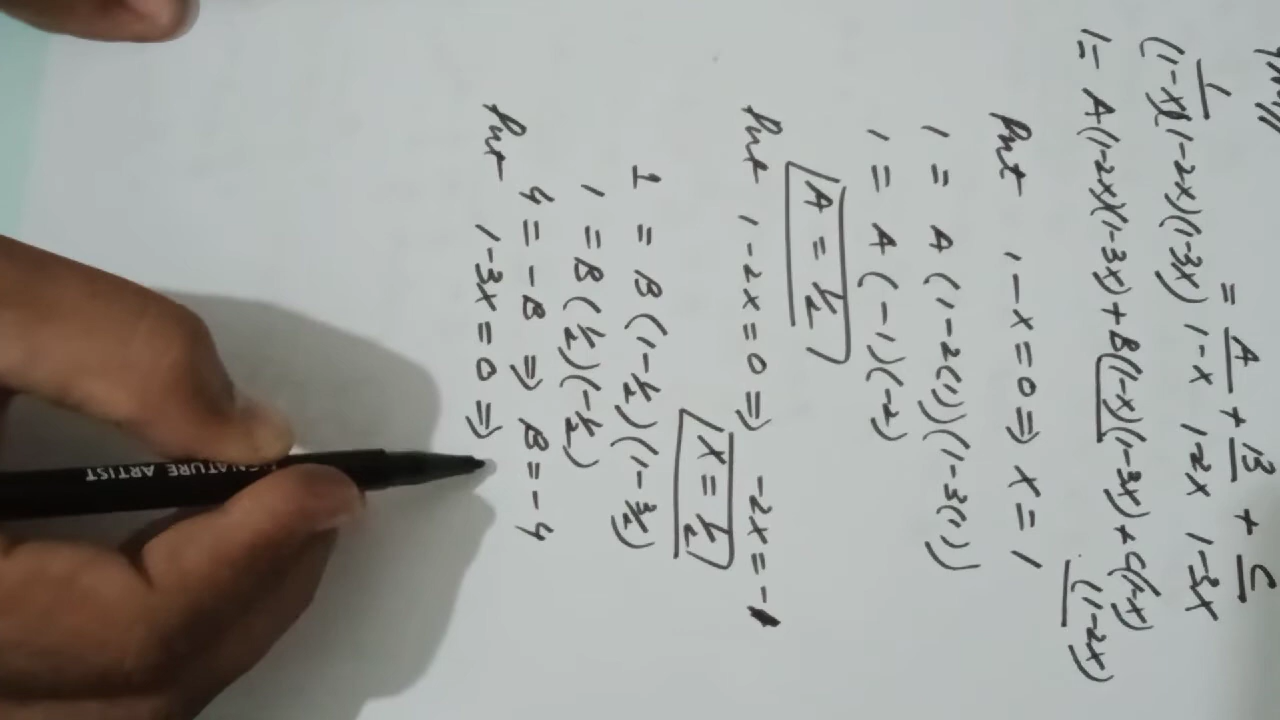 1 / (1-x)(1-2x)(1-3x) = A / 1-x + B / 1-2x + C / 1-3x
1 = A(1-2x)(1-3x) + B(1-x)(1-3x) + C(1-x)
(1-2x)
Put 1-x=0 ⇒ x=1
1 = A(1-2(1))(1-3(1))
1 = A(-1)(-2)
A = 1/2
Put 1-2x=0 ⇒ -2x=-1
x = 1/2
1 = B(1-1/2)(1-3/2)
1 = B(1/2)(-1/2)
4 = -B ⇒ B = -4
Put 1-3x=0 ⇒
SIGNATURE ARTIST